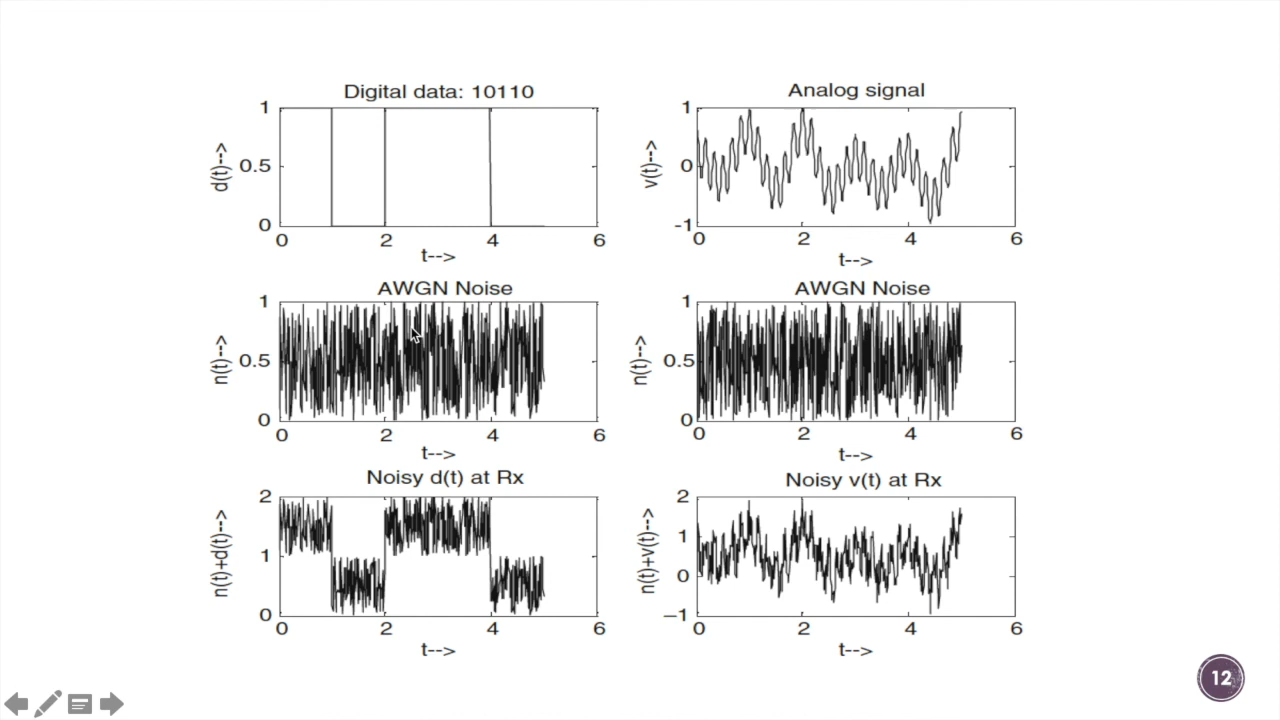 Digital data: 10110
1
0.5
0
d(t)-->
0 2 4 6
t-->
Analog signal
1
0
-1
v(t)-->
0 2 4 6
t-->
AWGN Noise
1
0.5
0
n(t)-->
0 2 4 6
t-->
AWGN Noise
1
0.5
0
n(t)-->
0 2 4 6
t-->
Noisy d(t) at Rx
2
1
0
n(t)+d(t)-->
0 2 4 6
t-->
Noisy v(t) at Rx
2
1
0
−1
n(t)+v(t)-->
0 2 4 6
t-->
12